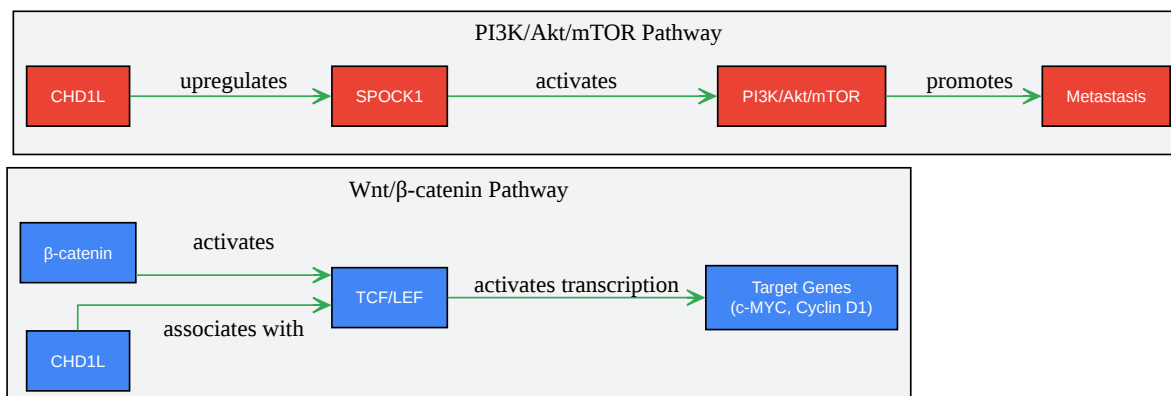 PI3K/Akt/mTOR Pathway
upregulates
activates
promotes
CHD1L
SPOCK1
PI3K/Akt/mTOR
Metastasis
Wnt/β-catenin Pathway
β-catenin
activates
TCF/LEF
activates transcription
Target Genes
(c-MYC, Cyclin D1)
associates with
CHD1L